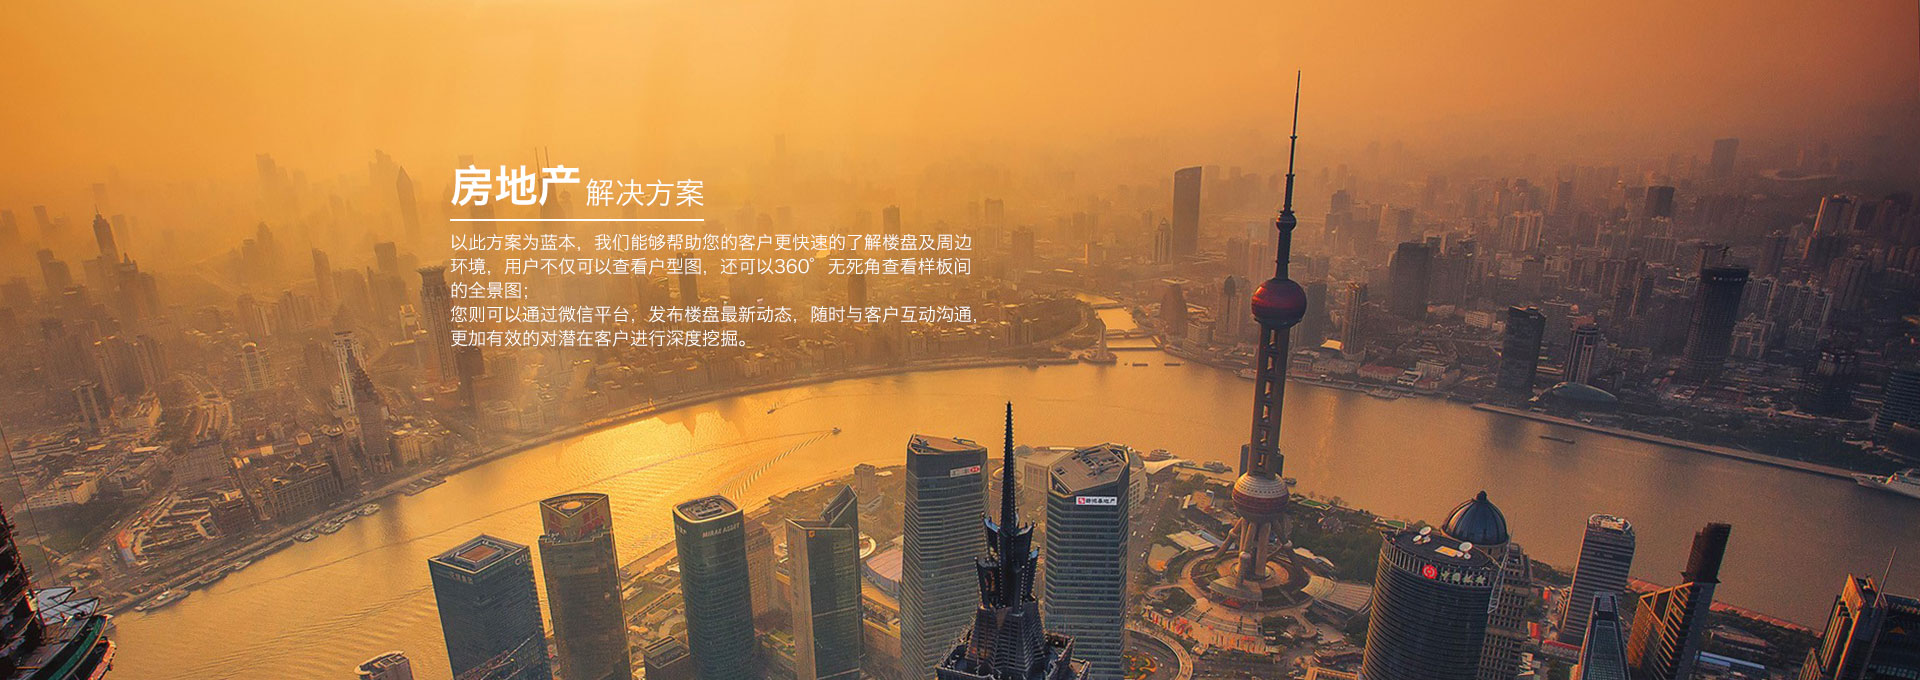 房地产 解决方案
以此方案为蓝本，我们能够帮助您的客户更快速的了解楼盘及周边
环境，用户不仅可以查看户型图，还可以360°无死角查看样板间
的全景图；
您则可以通过微信平台，发布楼盘最新动态，随时与客户互动沟通，
更加有效的对潜在客户进行深度挖掘。
MIRAE ASSET